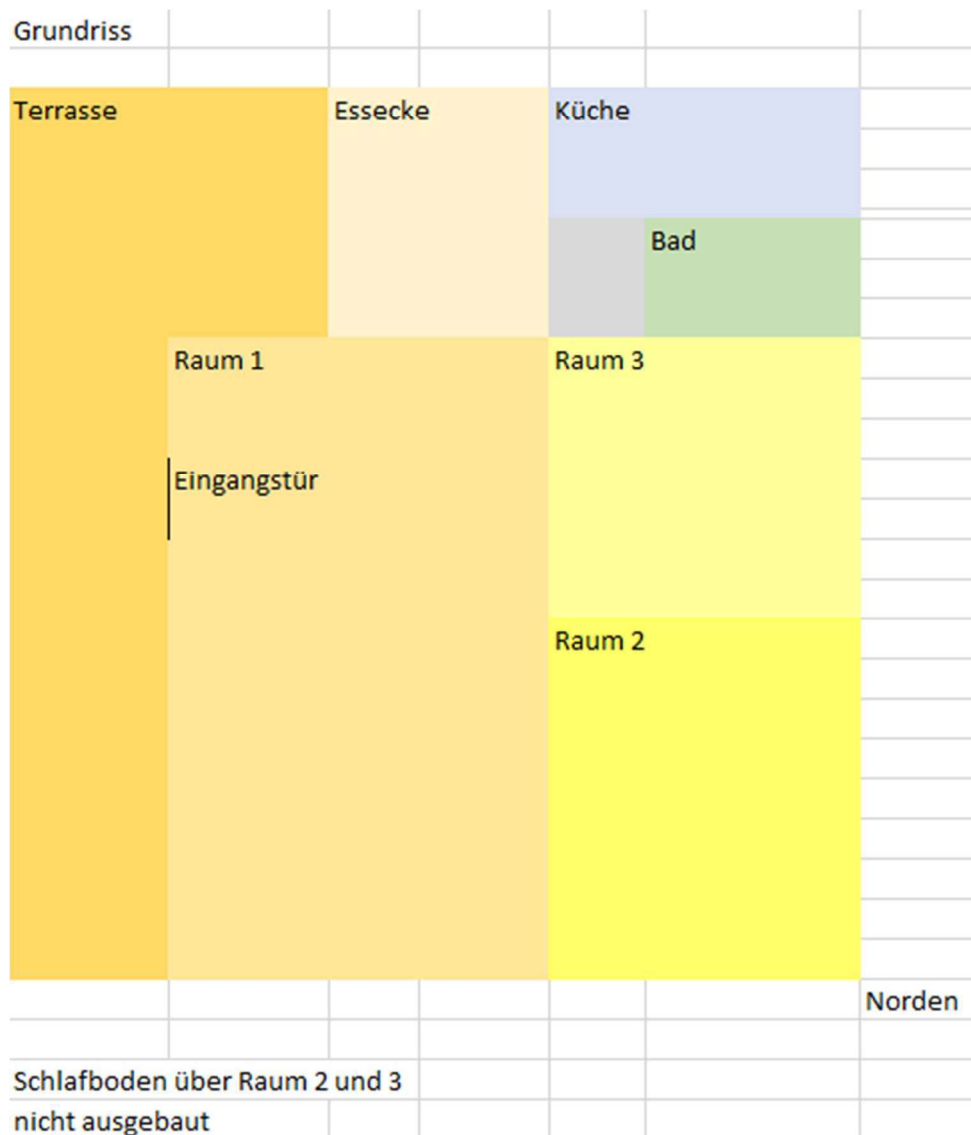 Grundriss
Terrasse
Essecke
Küche
Bad
Raum 1
Raum 3
Eingangstür
Raum 2
Norden
Schlafboden über Raum 2 und 3
nicht ausgebaut